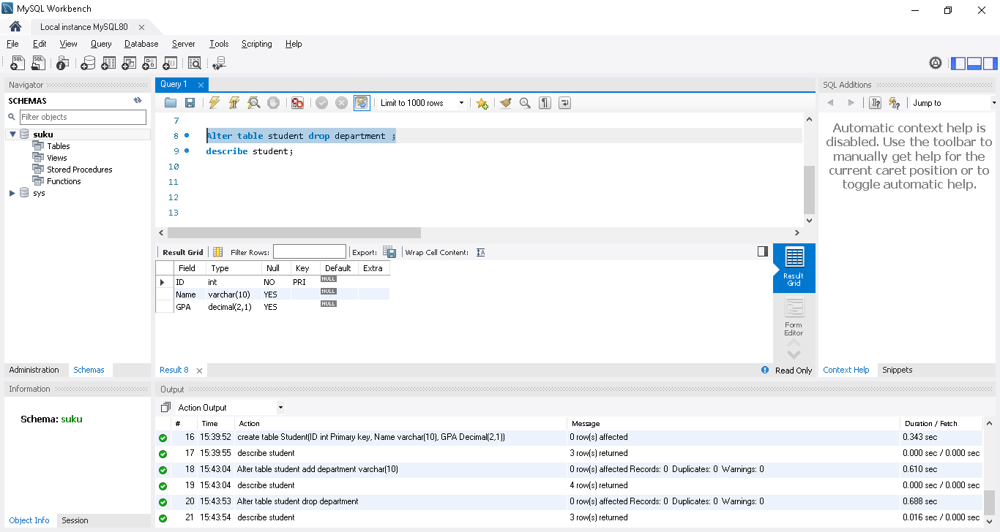 MySQL Workbench
Local instance MySQL80
File Edit View Query Database Server Tools Scripting Help
Navigator
SCHEMAS
Filter objects
suku
Tables
Views
Stored Procedures
Functions
sys
Administration Schemas
Information
Schema: suku
Object Info Session
Query 1
Limit to 1000 rows
7
8 Alter table student drop department ;
9 describe student;
10
11
12
13
Result Grid Filter Rows: Export: Wrap Cell Content:
Field Type Null Key Default Extra
ID int NO PRI NULL
Name varchar(10) YES NULL
GPA decimal(2,1) YES NULL
Result Grid
Form Editor
Result 8
Read Only
SQL Additions
Jump to
Automatic context help is
disabled. Use the toolbar to
manually get help for the
current caret position or to
toggle automatic help.
Context Help Snippets
Output
Action Output
# Time Action Message Duration / Fetch
16 15:39:52 create table Student(ID int Primary key, Name varchar(10), GPA Decimal(2,1)) 0 row(s) affected 0.343 sec
17 15:39:55 describe student 3 row(s) returned 0.000 sec / 0.000 sec
18 15:43:04 Alter table student add department varchar(10) 0 row(s) affected Records: 0 Duplicates: 0 Warnings: 0 0.610 sec
19 15:43:04 describe student 4 row(s) returned 0.000 sec / 0.000 sec
20 15:43:53 Alter table student drop department 0 row(s) affected Records: 0 Duplicates: 0 Warnings: 0 0.688 sec
21 15:43:54 describe student 3 row(s) returned 0.016 sec / 0.000 sec